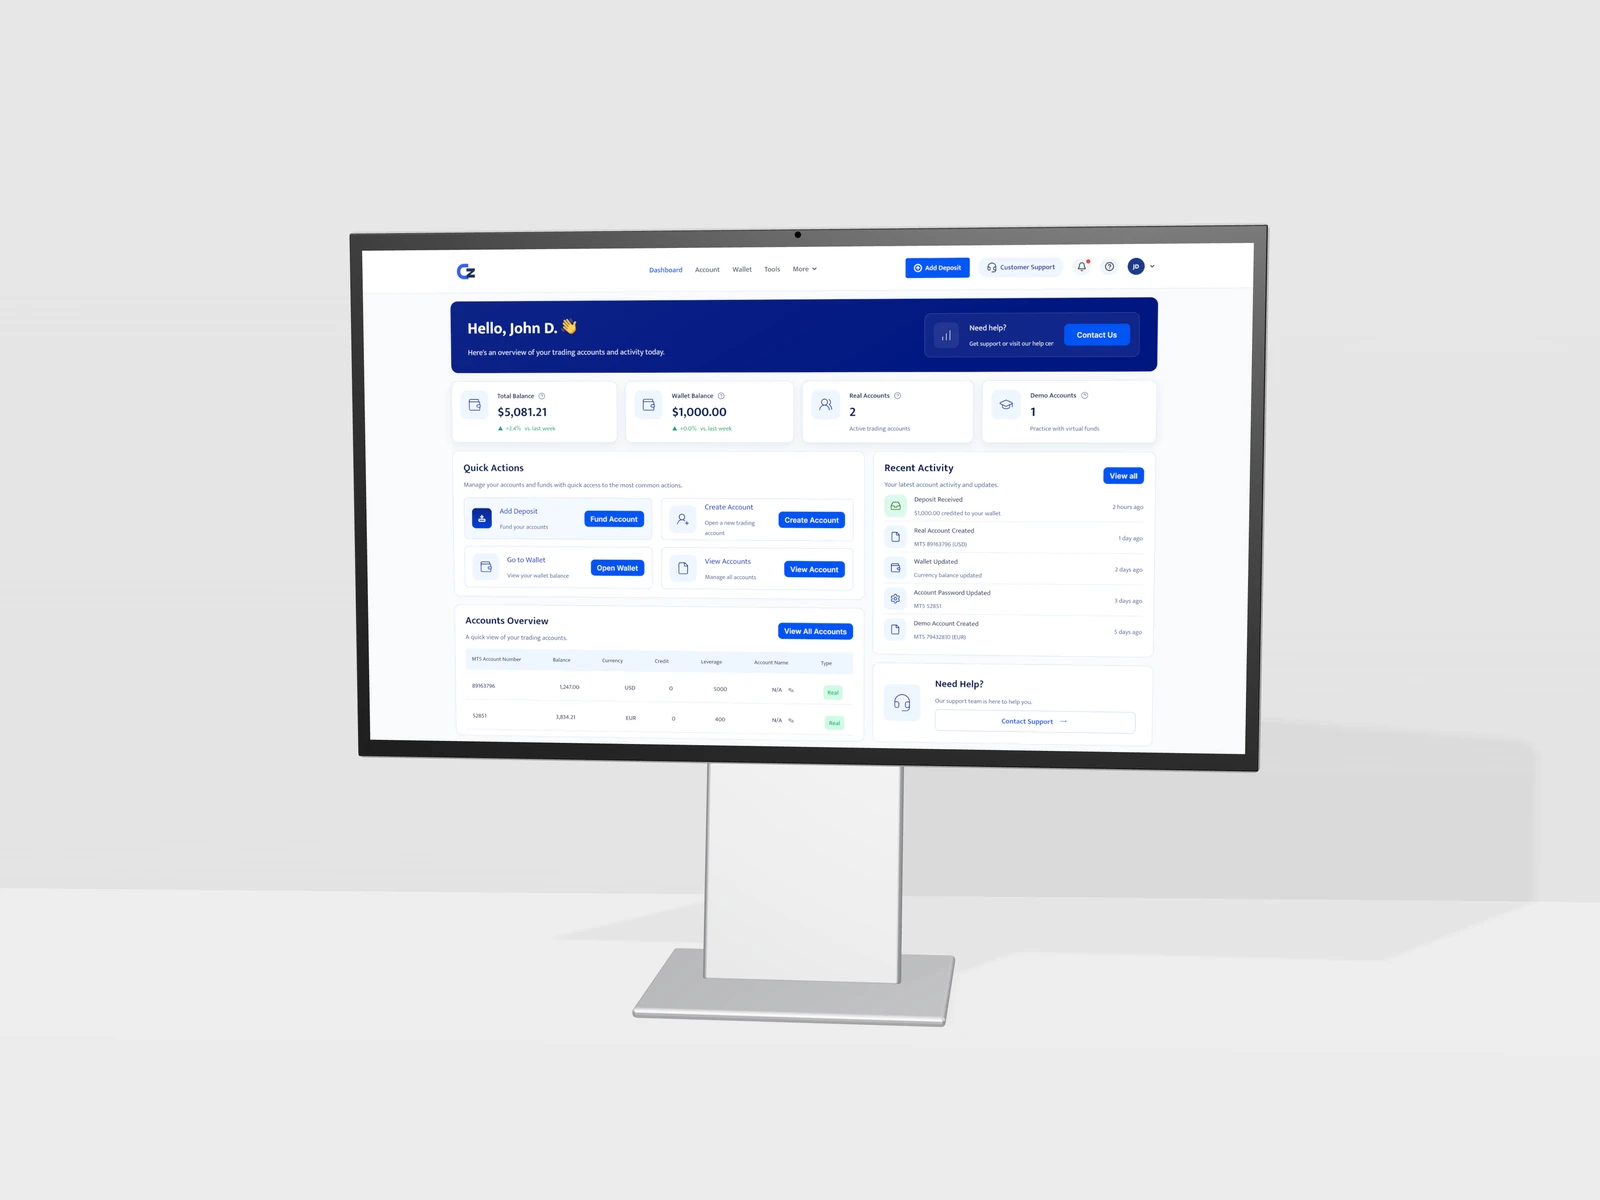 CZ
Dashboard Account Wallet Tools More
Add Deposit
Customer Support
JD
Hello, John D. 👋
Here's an overview of your trading accounts and activity today.
Need help?
Get support or visit our help cer
Contact Us
Total Balance
$5,081.21
+2.4% vs. last week
Wallet Balance
$1,000.00
+0.0% vs. last week
Real Accounts
2
Active trading accounts
Demo Accounts
1
Practice with virtual funds
Quick Actions
Manage your accounts and funds with quick access to the most common actions.
Add Deposit
Fund your accounts
Fund Account
Create Account
Open a new trading
account
Create Account
Go to Wallet
View your wallet balance
Open Wallet
View Accounts
Manage all accounts
View Account
Accounts Overview
A quick view of your trading accounts.
View All Accounts
MT5 Account Number Balance Currency Credit Leverage Account Name Type
89163796 1,247.00 USD 0 5000 N/A Real
52851 3,834.21 EUR 0 400 N/A Real
Recent Activity
Your latest account activity and updates.
View all
Deposit Received
$1,000.00 credited to your wallet
2 hours ago
Real Account Created
MT5 89163796 (USD)
1 day ago
Wallet Updated
Currency balance updated
2 days ago
Account Password Updated
MT5 52851
3 days ago
Demo Account Created
MT5 79432810 (EUR)
5 days ago
Need Help?
Our support team is here to help you.
Contact Support →